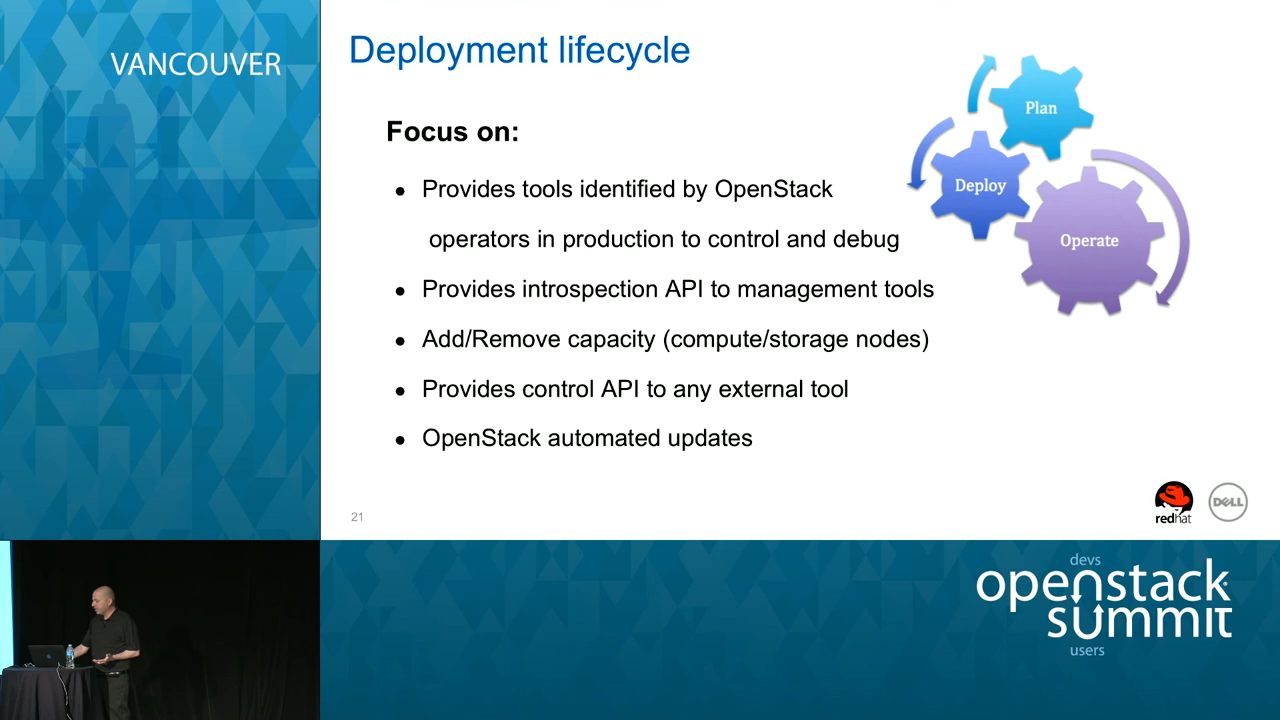 VANCOUVER
Deployment lifecycle
Focus on:
• Provides tools identified by OpenStack
operators in production to control and debug
• Provides introspection API to management tools
• Add/Remove capacity (compute/storage nodes)
• Provides control API to any external tool
• OpenStack automated updates
Plan
Deploy
Operate
21
redhat
DELL
devs
openstack
summit
users